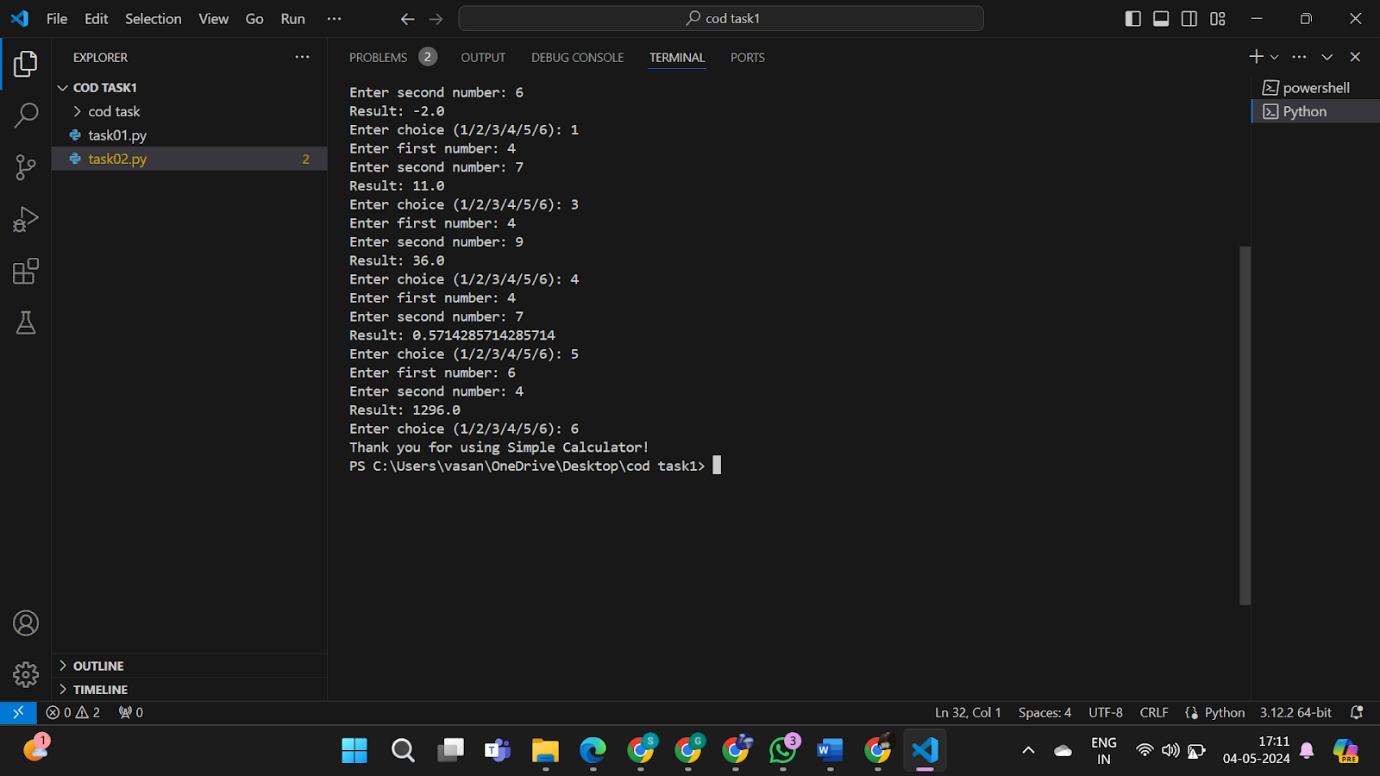 File Edit Selection View Go Run ···
cod task1
EXPLORER
COD TASK1
cod task
task01.py
task02.py 2
OUTLINE
TIMELINE
PROBLEMS 2 OUTPUT DEBUG CONSOLE TERMINAL PORTS
Enter second number: 6
Result: -2.0
Enter choice (1/2/3/4/5/6): 1
Enter first number: 4
Enter second number: 7
Result: 11.0
Enter choice (1/2/3/4/5/6): 3
Enter first number: 4
Enter second number: 9
Result: 36.0
Enter choice (1/2/3/4/5/6): 4
Enter first number: 4
Enter second number: 7
Result: 0.5714285714285714
Enter choice (1/2/3/4/5/6): 5
Enter first number: 6
Enter second number: 4
Result: 1296.0
Enter choice (1/2/3/4/5/6): 6
Thank you for using Simple Calculator!
PS C:\Users\vasan\OneDrive\Desktop\cod task1>
powershell
Python
0 2 0
Ln 32, Col 1 Spaces: 4 UTF-8 CRLF Python 3.12.2 64-bit
1
T
S
G
3
W
ENG
IN
17:11
04-05-2024
PRE